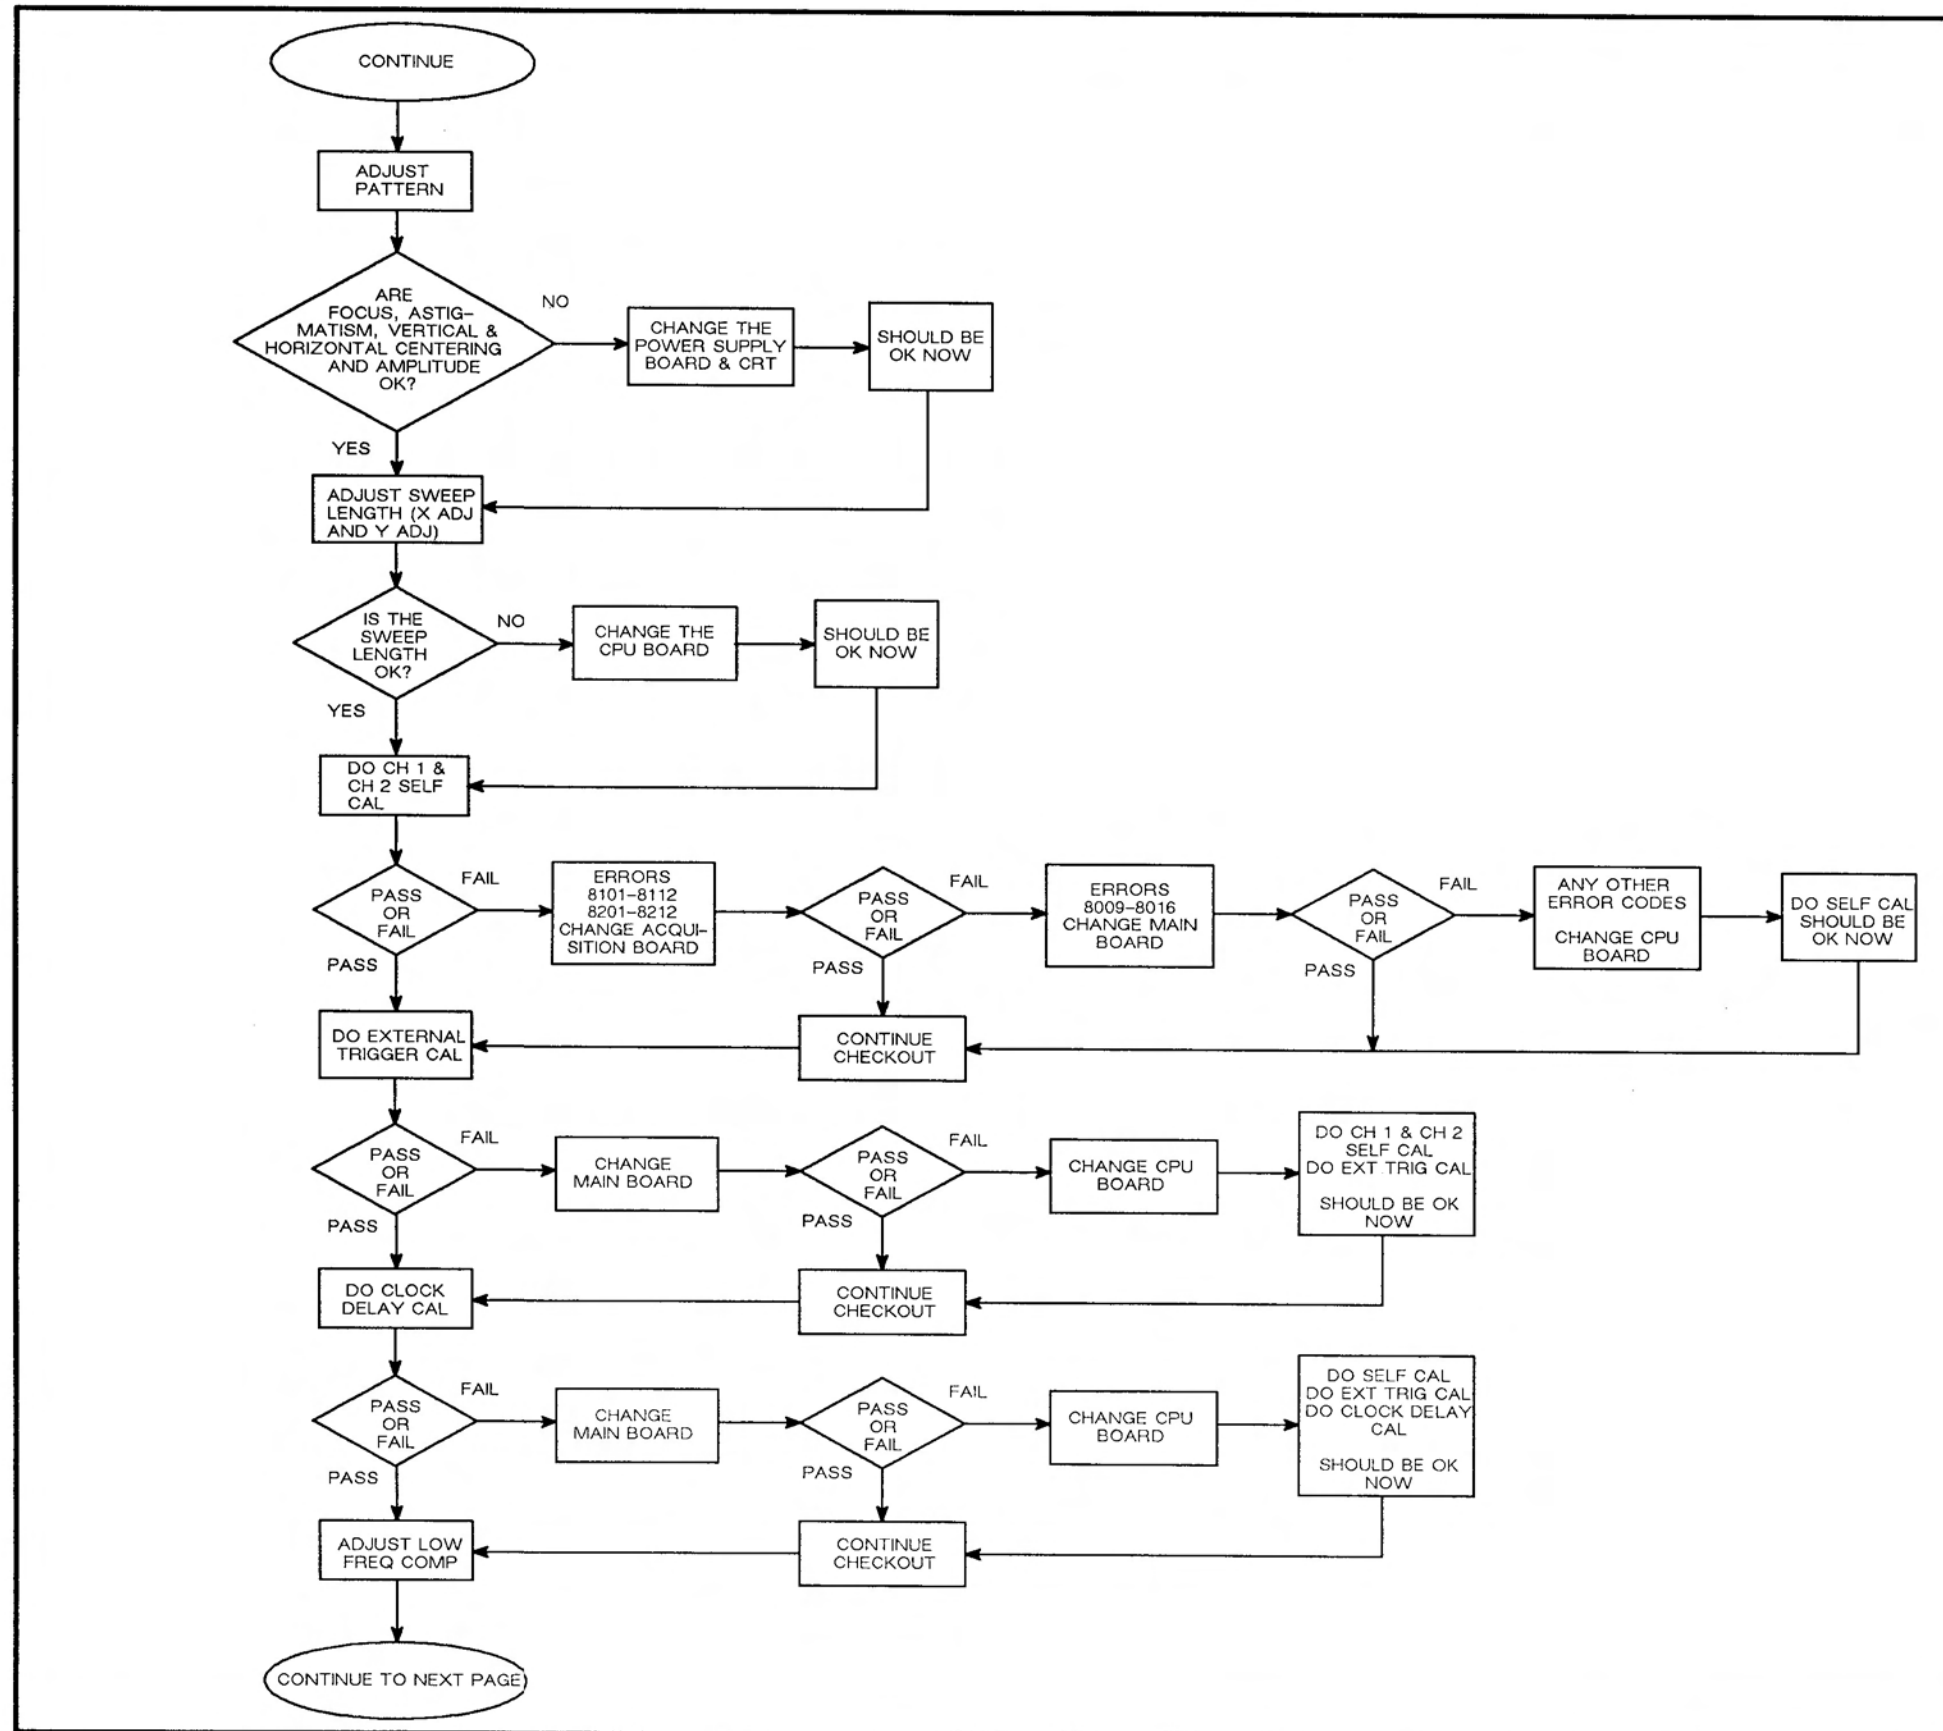 CONTINUE
ADJUST
PATTERN
ARE
FOCUS, ASTIG-
MATISM, VERTICAL &
HORIZONTAL CENTERING
AND AMPLITUDE
OK?
NO
CHANGE THE
POWER SUPPLY
BOARD & CRT
SHOULD BE
OK NOW
YES
ADJUST SWEEP
LENGTH (X ADJ
AND Y ADJ)
IS THE
SWEEP
LENGTH
OK?
NO
CHANGE THE
CPU BOARD
SHOULD BE
OK NOW
YES
DO CH 1 &
CH 2 SELF
CAL
PASS
OR
FAIL
FAIL
ERRORS
8101-8112
8201-8212
CHANGE ACQUI-
SITION BOARD
PASS
OR
FAIL
FAIL
ERRORS
8009-8016
CHANGE MAIN
BOARD
PASS
OR
FAIL
FAIL
ANY OTHER
ERROR CODES
CHANGE CPU
BOARD
DO SELF CAL
SHOULD BE
OK NOW
PASS
PASS
PASS
DO EXTERNAL
TRIGGER CAL
CONTINUE
CHECKOUT
PASS
OR
FAIL
FAIL
CHANGE
MAIN BOARD
PASS
OR
FAIL
FAIL
CHANGE CPU
BOARD
DO CH 1 & CH 2
SELF CAL
DO EXT TRIG CAL
SHOULD BE OK
NOW
PASS
PASS
DO CLOCK
DELAY CAL
CONTINUE
CHECKOUT
PASS
OR
FAIL
FAIL
CHANGE
MAIN BOARD
PASS
OR
FAIL
FAIL
CHANGE CPU
BOARD
DO SELF CAL
DO EXT TRIG CAL
DO CLOCK DELAY
CAL
SHOULD BE OK
NOW
PASS
PASS
ADJUST LOW
FREQ COMP
CONTINUE
CHECKOUT
CONTINUE TO NEXT PAGE